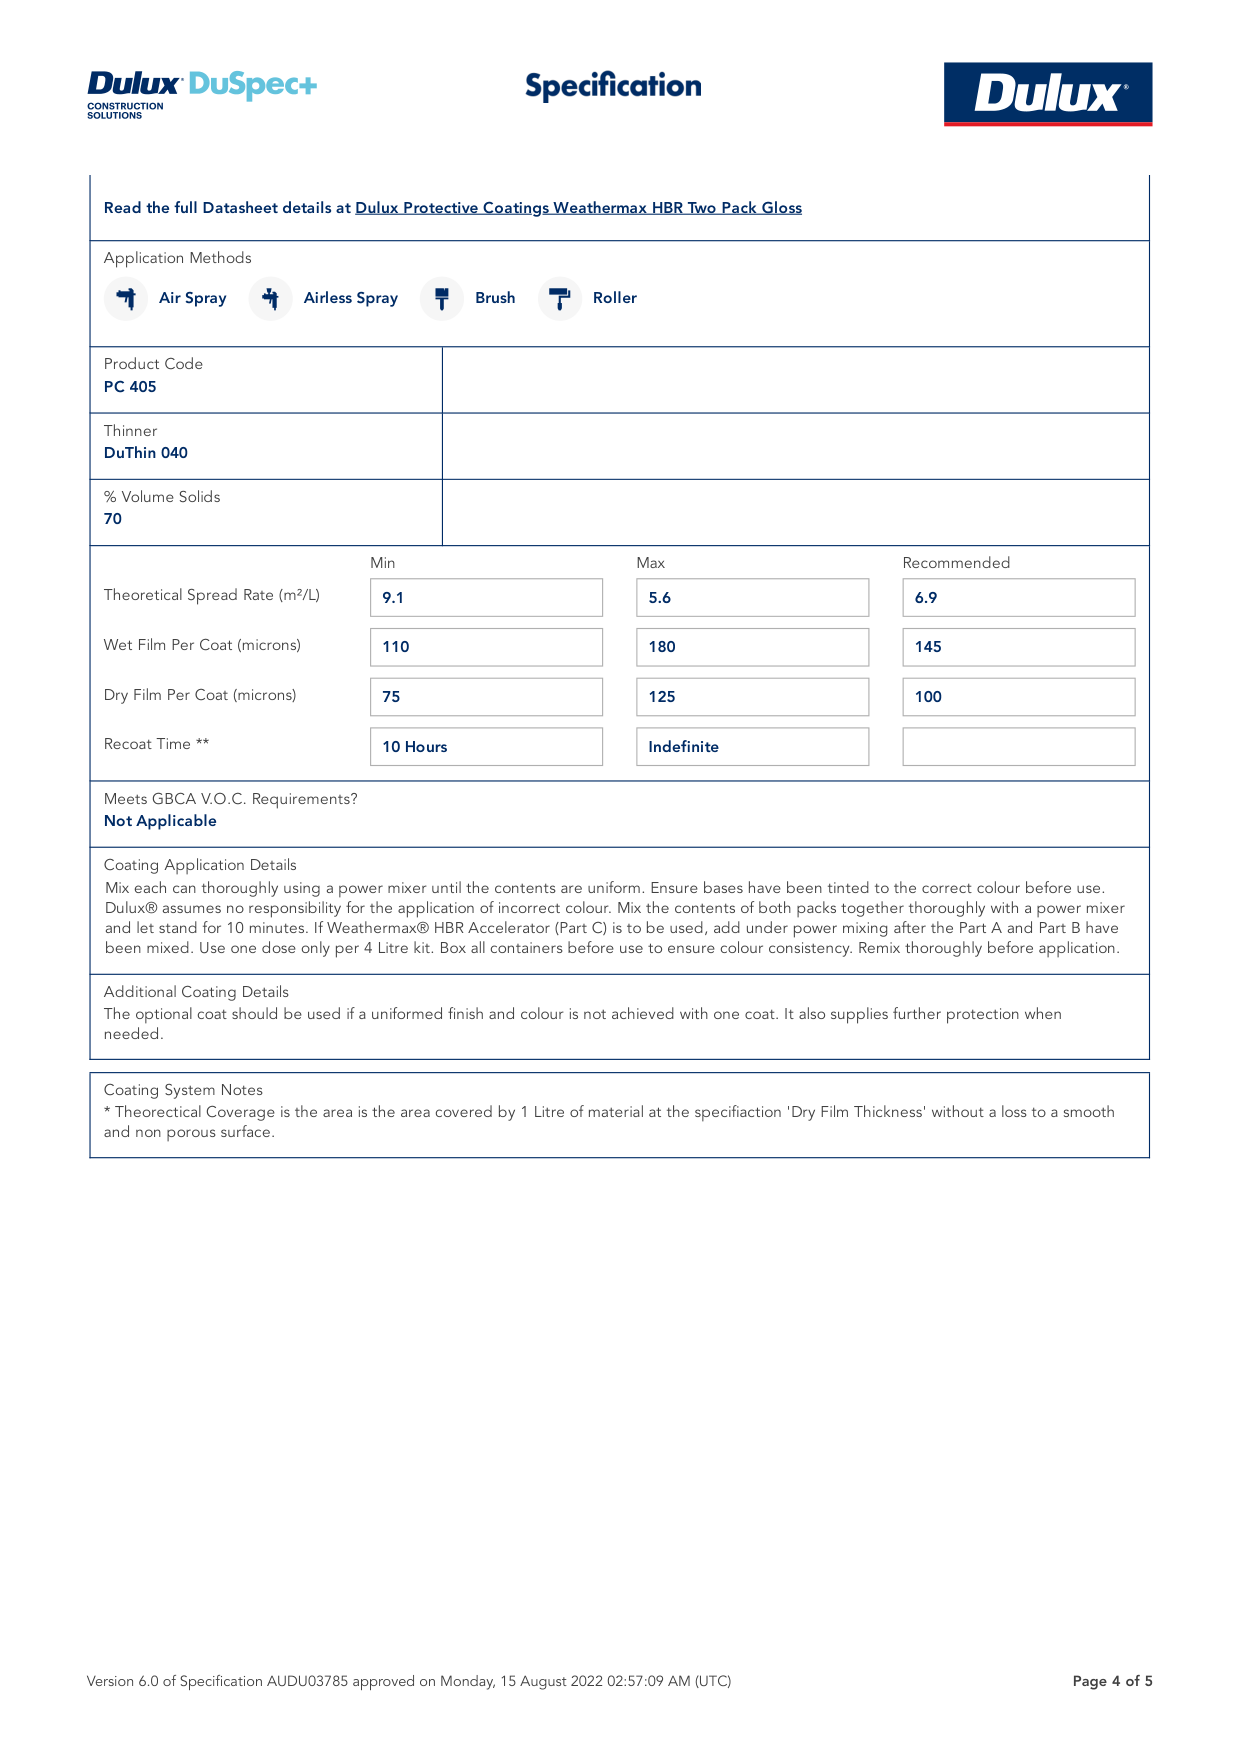 Dulux DuSpec+
CONSTRUCTION
SOLUTIONS
Specification
Dulux®
Read the full Datasheet details at Dulux Protective Coatings Weathermax HBR Two Pack Gloss
Application Methods
Air Spray Airless Spray Brush Roller
Product Code
PC 405
Thinner
DuThin 040
% Volume Solids
70
Min Max Recommended
Theoretical Spread Rate (m²/L) 9.1 5.6 6.9
Wet Film Per Coat (microns) 110 180 145
Dry Film Per Coat (microns) 75 125 100
Recoat Time ** 10 Hours Indefinite
Meets GBCA V.O.C. Requirements?
Not Applicable
Coating Application Details
Mix each can thoroughly using a power mixer until the contents are uniform. Ensure bases have been tinted to the correct colour before use.
Dulux® assumes no responsibility for the application of incorrect colour. Mix the contents of both packs together thoroughly with a power mixer
and let stand for 10 minutes. If Weathermax® HBR Accelerator (Part C) is to be used, add under power mixing after the Part A and Part B have
been mixed. Use one dose only per 4 Litre kit. Box all containers before use to ensure colour consistency. Remix thoroughly before application.
Additional Coating Details
The optional coat should be used if a uniformed finish and colour is not achieved with one coat. It also supplies further protection when
needed.
Coating System Notes
* Theorectical Coverage is the area is the area covered by 1 Litre of material at the specifiaction 'Dry Film Thickness' without a loss to a smooth
and non porous surface.
Version 6.0 of Specification AUDU03785 approved on Monday, 15 August 2022 02:57:09 AM (UTC)
Page 4 of 5